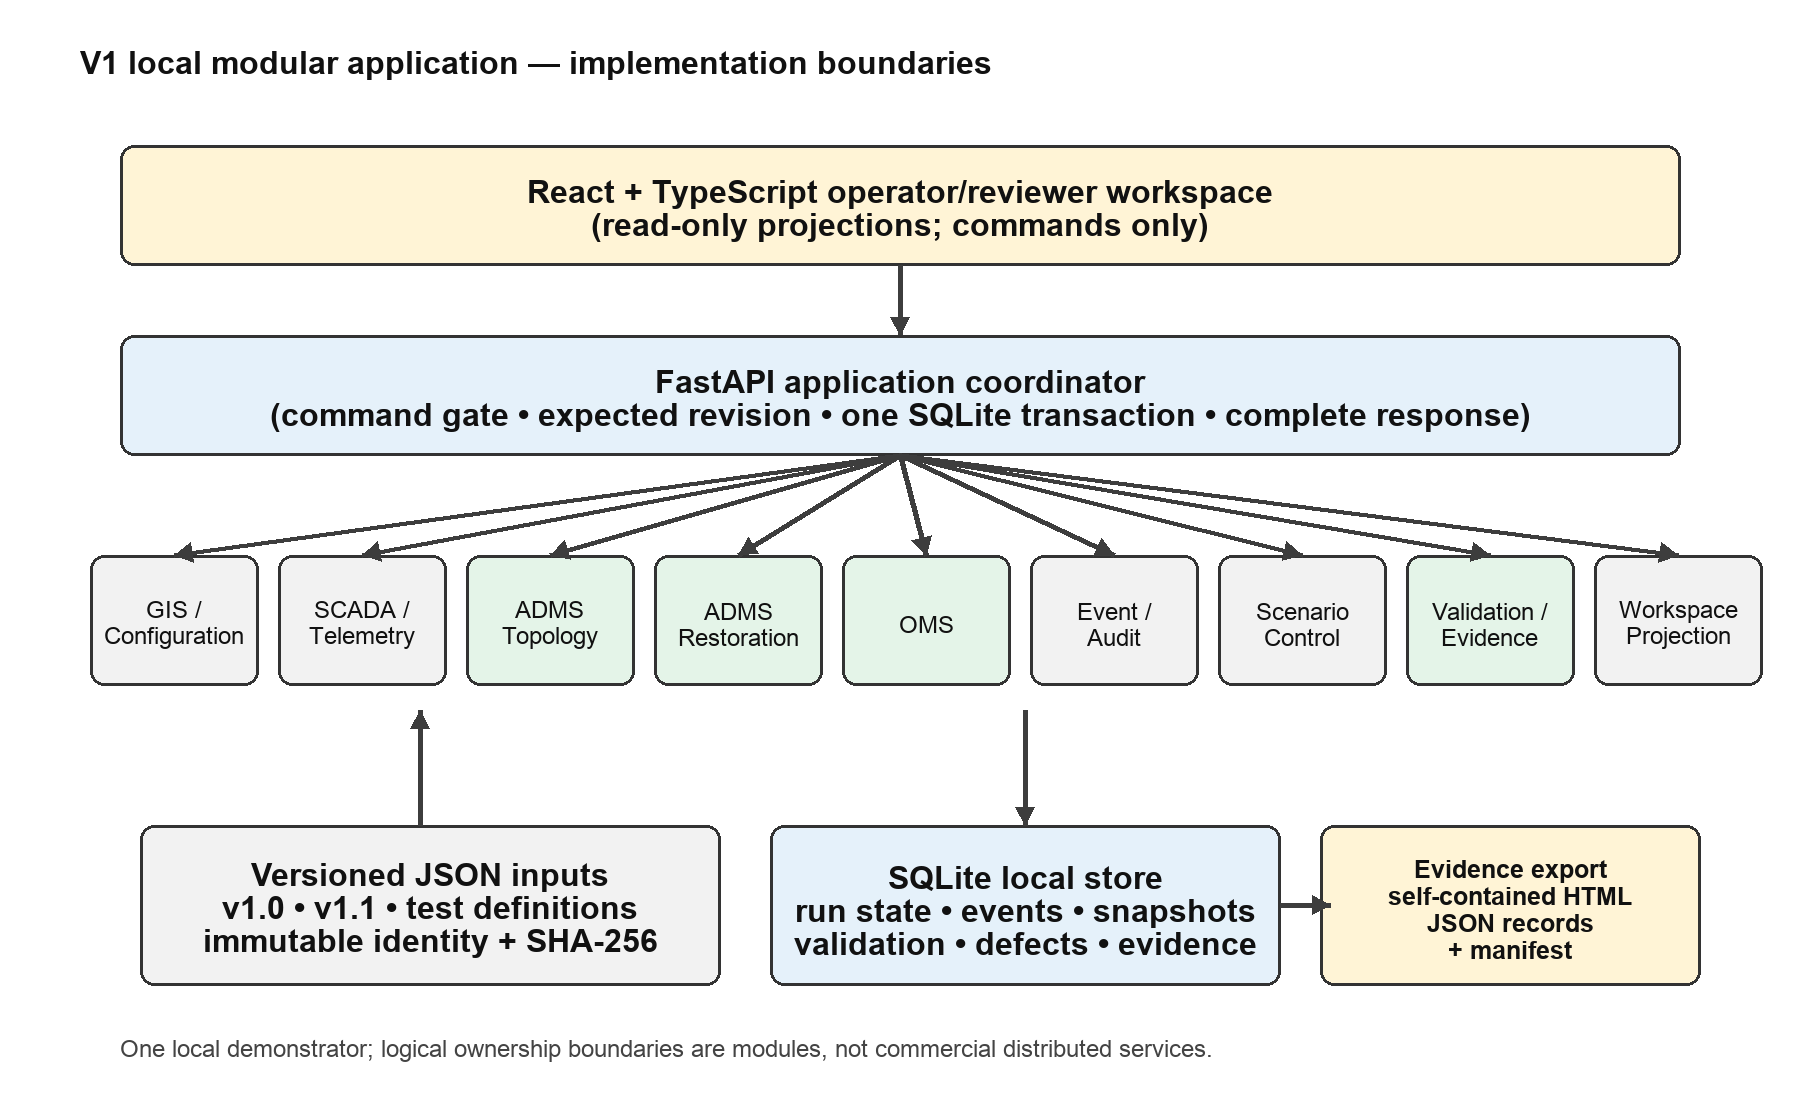 V1 local modular application — implementation boundaries
React + TypeScript operator/reviewer workspace
(read-only projections; commands only)
FastAPI application coordinator
(command gate • expected revision • one SQLite transaction • complete response)
GIS /
Configuration
SCADA /
Telemetry
ADMS
Topology
ADMS
Restoration
OMS
Event /
Audit
Scenario
Control
Validation /
Evidence
Workspace
Projection
Versioned JSON inputs
v1.0 • v1.1 • test definitions
immutable identity + SHA-256
SQLite local store
run state • events • snapshots
validation • defects • evidence
Evidence export
self-contained HTML
JSON records
+ manifest
One local demonstrator; logical ownership boundaries are modules, not commercial distributed services.